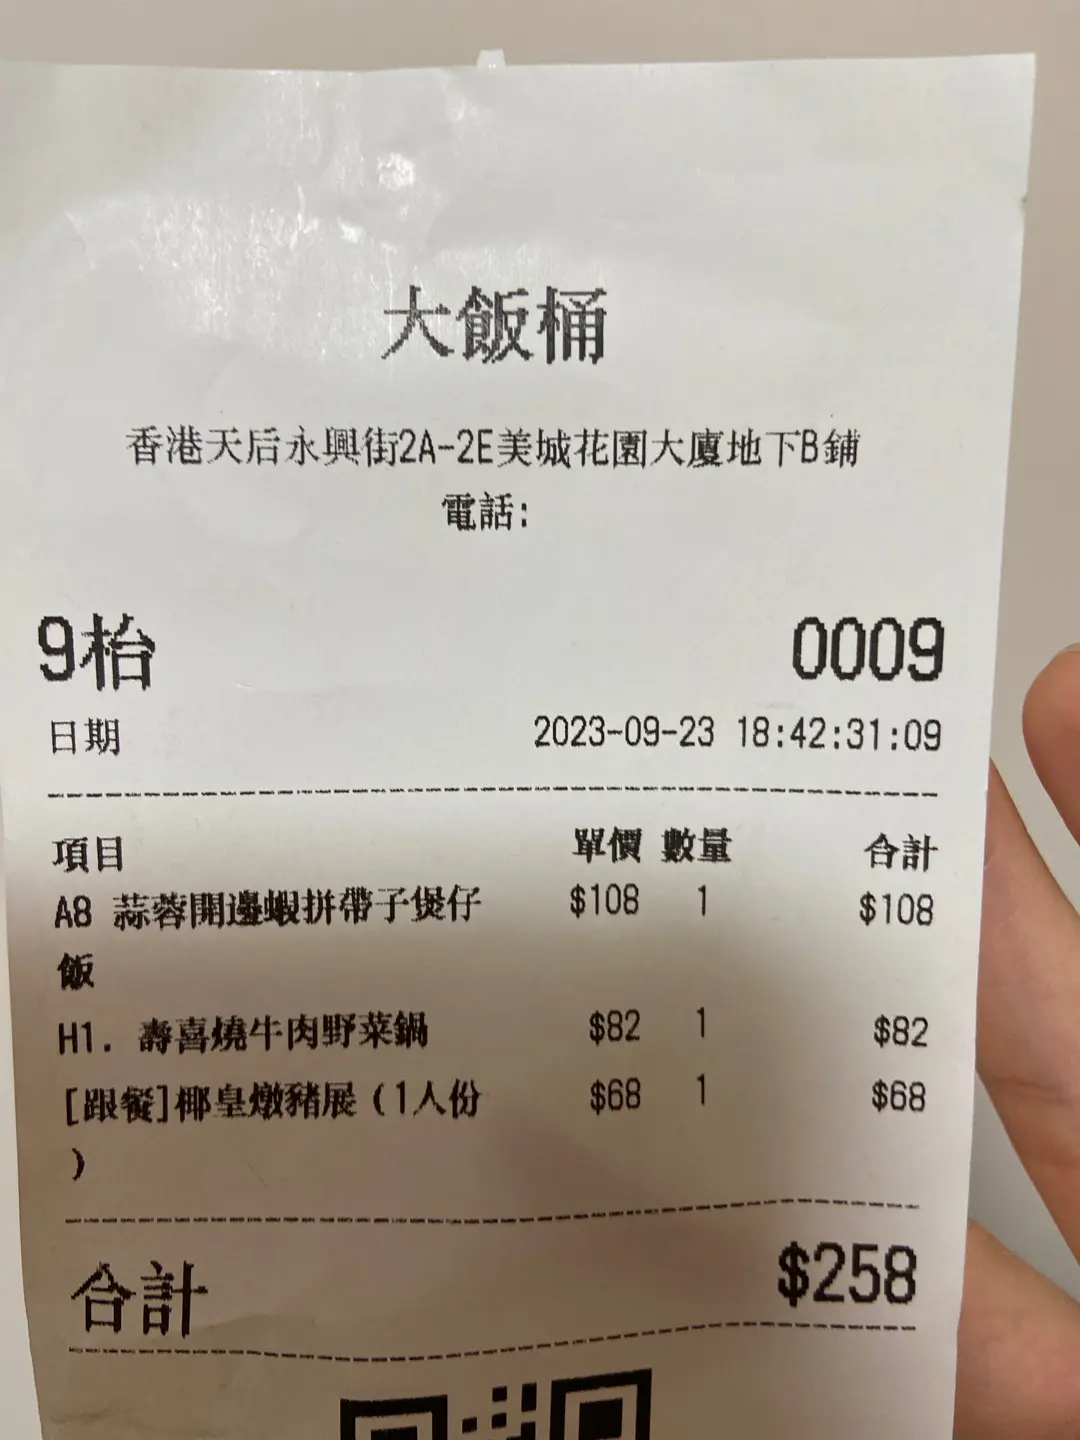 大飯桶
香港天后永興街2A-2E美城花園大廈地下B鋪
電話:
9枱 0009
日期 2023-09-23 18:42:31:09
項目 單價 數量 合計
A8 蒜蓉開邊蝦拼帶子煲仔 $108 1 $108
飯
H1. 壽喜燒牛肉野菜鍋 $82 1 $82
[跟餐]椰皇燉豬展(1人份 $68 1 $68
)
合計 $258